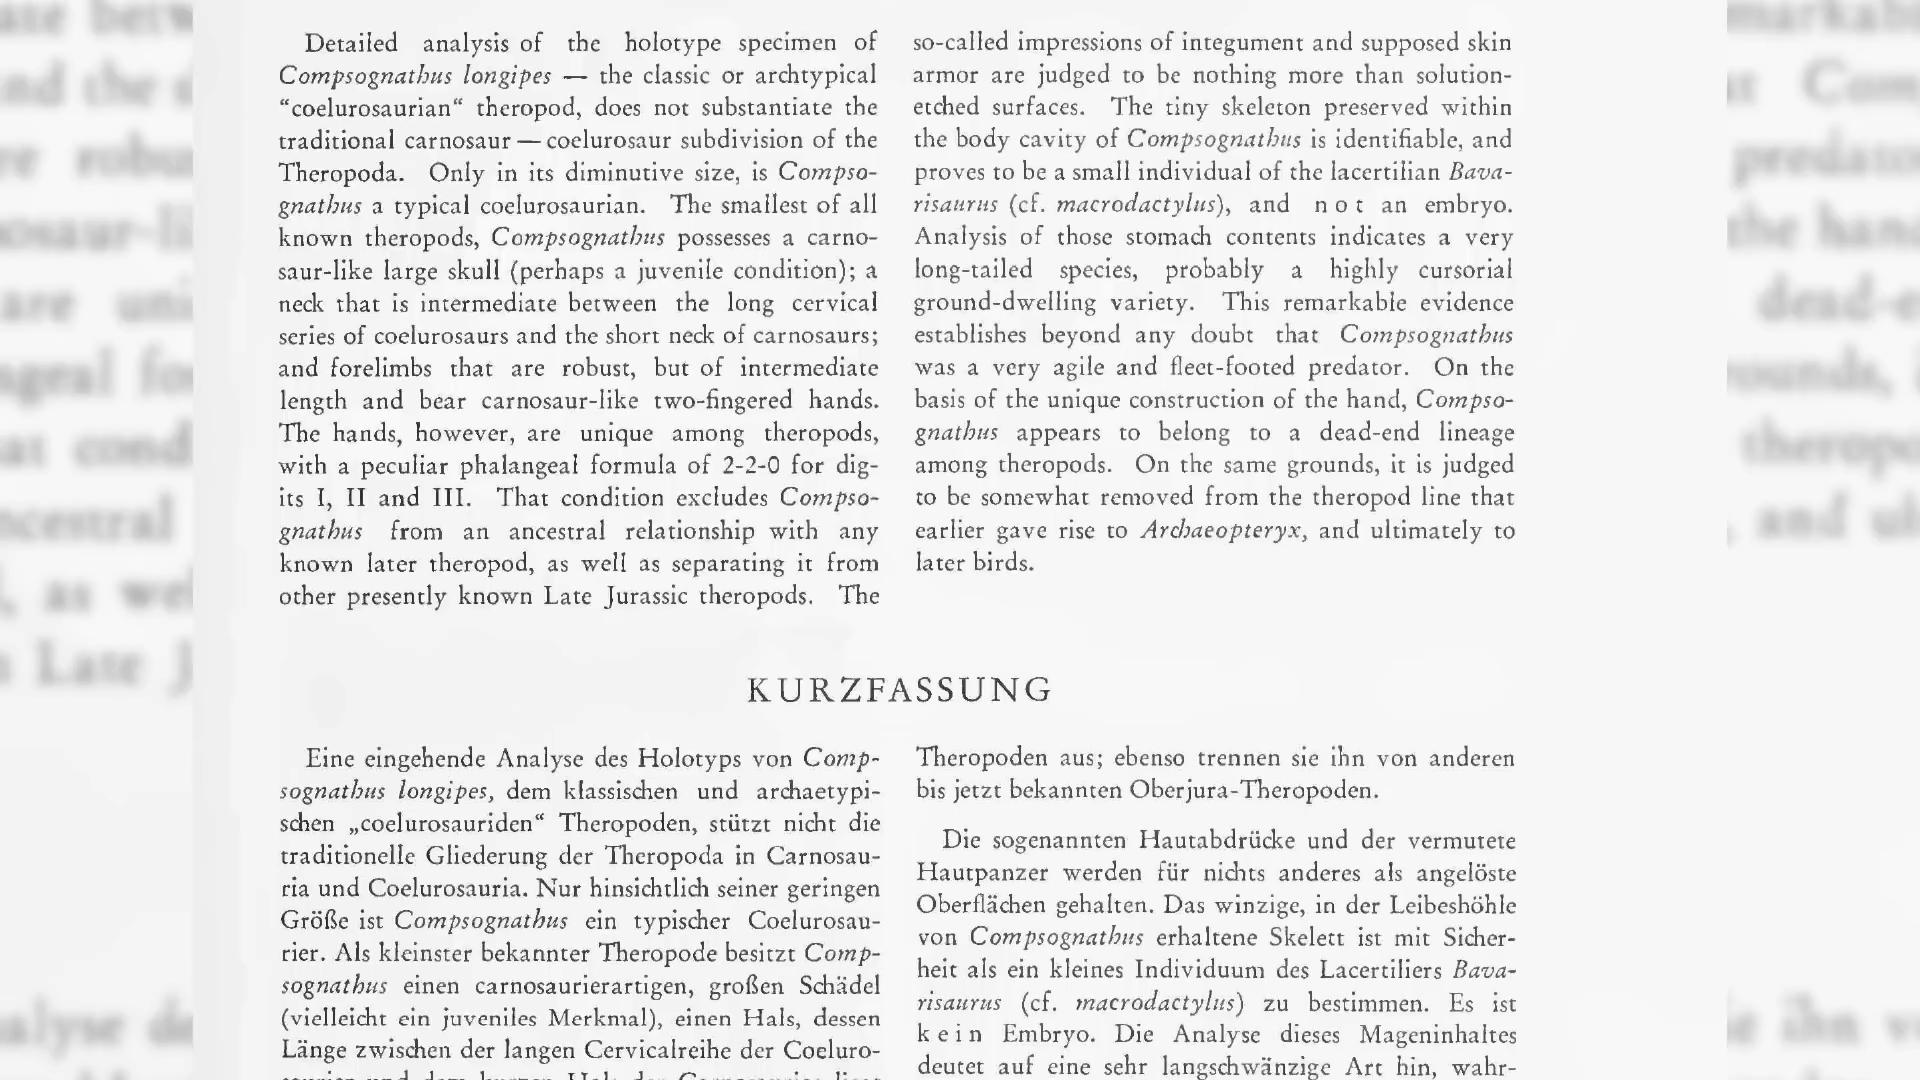 Detailed analysis of the holotype specimen of
Compsognathus longipes — the classic or archtypical
“coelurosaurian“ theropod, does not substantiate the
traditional carnosaur — coelurosaur subdivision of the
Theropoda. Only in its diminutive size, is Compso-
gnathus a typical coelurosaurian. The smallest of all
known theropods, Compsognathus possesses a carno-
saur-like large skull (perhaps a juvenile condition); a
neck that is intermediate between the long cervical
series of coelurosaurs and the short neck of carnosaurs;
and forelimbs that are robust, but of intermediate
length and bear carnosaur-like two-fingered hands.
The hands, however, are unique among theropods,
with a peculiar phalangeal formula of 2-2-0 for dig-
its I, II and III. That condition excludes Compso-
gnathus from an ancestral relationship with any
known later theropod, as well as separating it from
other presently known Late Jurassic theropods. The
so-called impressions of integument and supposed skin
armor are judged to be nothing more than solution-
etched surfaces. The tiny skeleton preserved within
the body cavity of Compsognathus is identifiable, and
proves to be a small individual of the lacertilian Bava-
risaurus (cf. macrodactylus), and not an embryo.
Analysis of those stomach contents indicates a very
long-tailed species, probably a highly cursorial
ground-dwelling variety. This remarkable evidence
establishes beyond any doubt that Compsognathus
was a very agile and fleet-footed predator. On the
basis of the unique construction of the hand, Compso-
gnathus appears to belong to a dead-end lineage
among theropods. On the same grounds, it is judged
to be somewhat removed from the theropod line that
earlier gave rise to Archaeopteryx, and ultimately to
later birds.
KURZFASSUNG
Eine eingehende Analyse des Holotyps von Comp-
sognathus longipes, dem klassischen und archaetypi-
schen „coelurosauriden“ Theropoden, stützt nicht die
traditionelle Gliederung der Theropoda in Carnosau-
ria und Coelurosauria. Nur hinsichtlich seiner geringen
Größe ist Compsognathus ein typischer Coelurosau-
rier. Als kleinster bekannter Theropode besitzt Comp-
sognathus einen carnosaurierartigen, großen Schädel
(vielleicht ein juveniles Merkmal), einen Hals, dessen
Länge zwischen der langen Cervicalreihe der Coeluro-
Theropoden aus; ebenso trennen sie ihn von anderen
bis jetzt bekannten Oberjura-Theropoden.
Die sogenannten Hautabdrücke und der vermutete
Hautpanzer werden für nichts anderes als angelöste
Oberflächen gehalten. Das winzige, in der Leibeshöhle
von Compsognathus erhaltene Skelett ist mit Sicher-
heit als ein kleines Individuum des Lacertiliers Bava-
risaurus (cf. macrodactylus) zu bestimmen. Es ist
kein Embryo. Die Analyse dieses Mageninhaltes
deutet auf eine sehr langschwänzige Art hin, wahr-